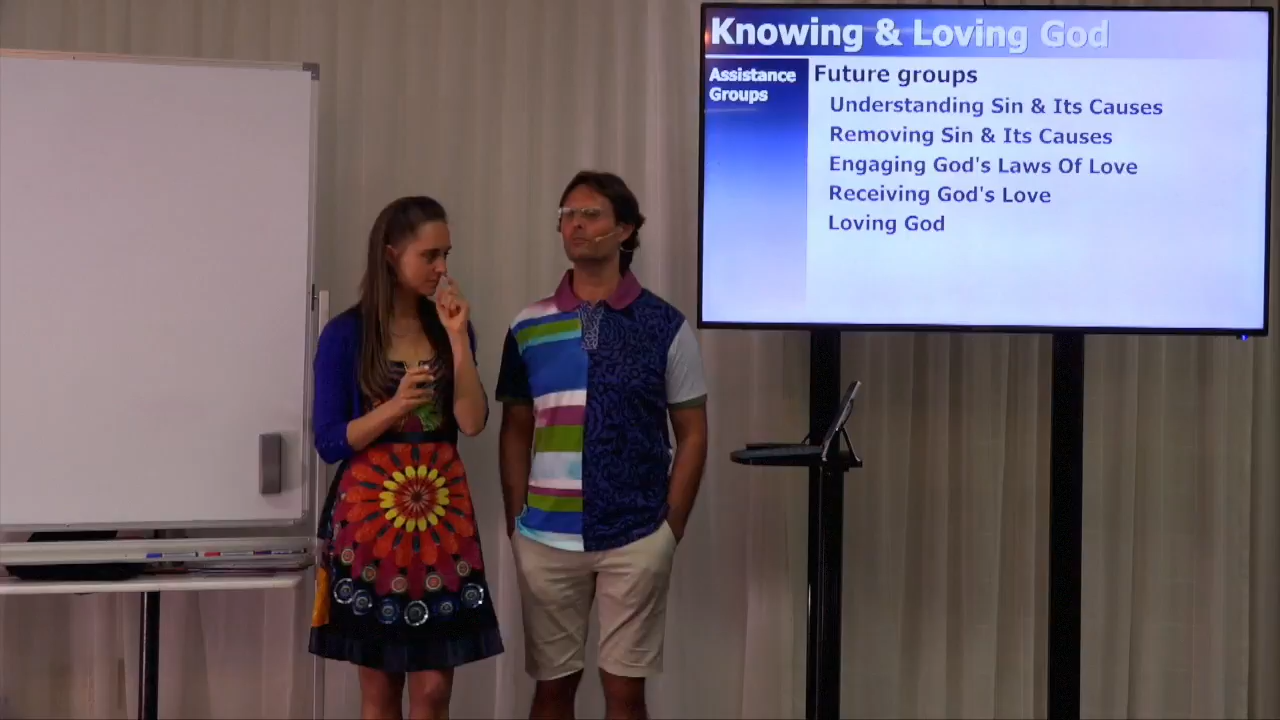 Knowing & Loving God
Assistance
Groups
Future groups
Understanding Sin & Its Causes
Removing Sin & Its Causes
Engaging God's Laws Of Love
Receiving God's Love
Loving God